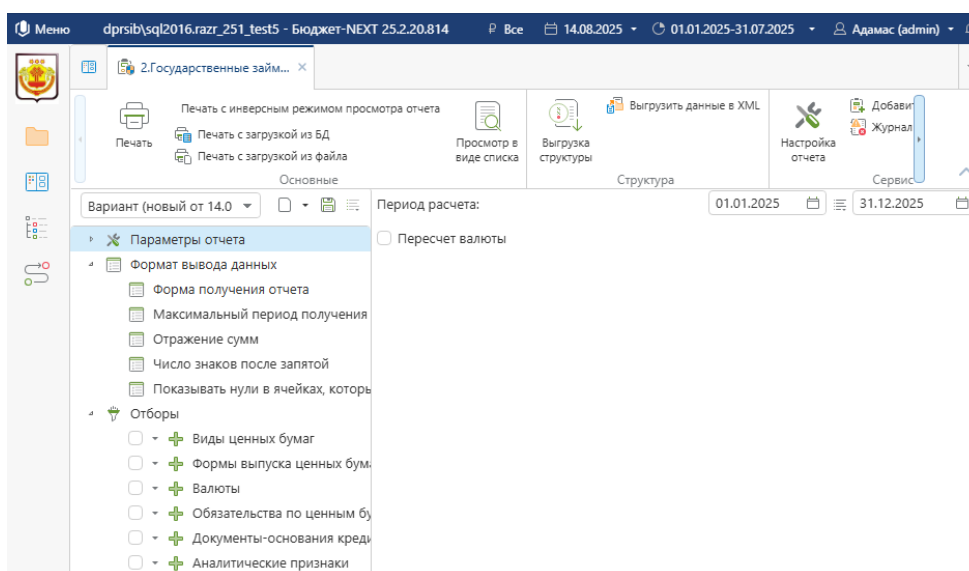 Меню dprsib\sql2016.razr_251_test5 - Бюджет-NEXT 25.2.20.814 ₽ Все 14.08.2025 01.01.2025-31.07.2025 Адамас (admin)
2.Государственные займ... ×
Печать
Печать с инверсным режимом просмотра отчета
Печать с загрузкой из БД
Печать с загрузкой из файла
Просмотр в
виде списка
Основные
Выгрузка
структуры
Выгрузить данные в XML
Структура
Настройка
отчета
Добавит
Журнал
Сервис
Вариант (новый от 14.0
Период расчета: 01.01.2025 31.12.2025
Пересчет валюты
Параметры отчета
Формат вывода данных
Форма получения отчета
Максимальный период получения
Отражение сумм
Число знаков после запятой
Показывать нули в ячейках, которы
Отборы
Виды ценных бумаг
Формы выпуска ценных бума
Валюты
Обязательства по ценным бу
Документы-основания креди
Аналитические признаки